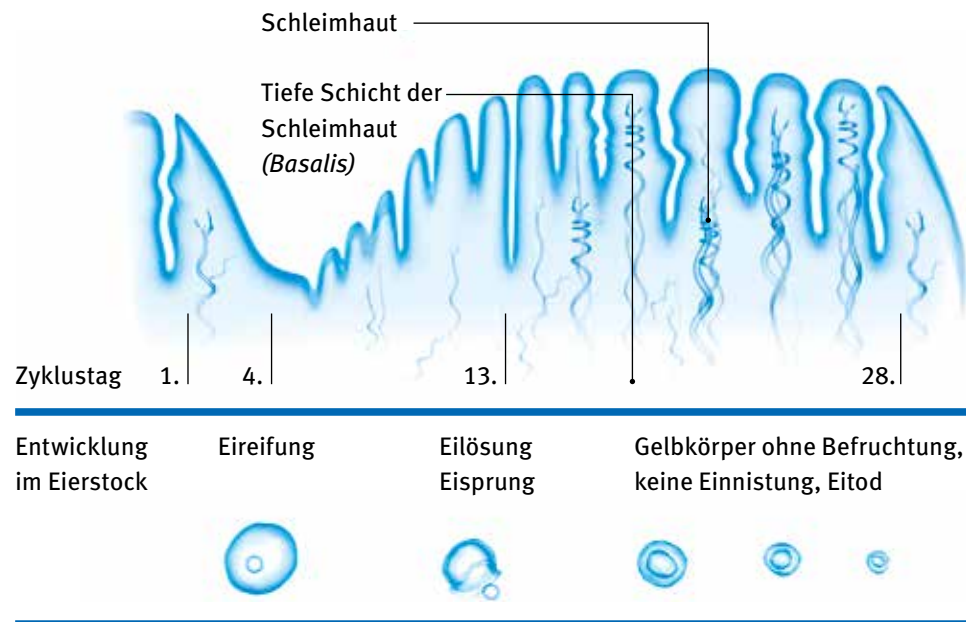 Schleimhaut
Tiefe Schicht der
Schleimhaut
(Basalis)
Zyklustag 1. 4. 13. 28.
Entwicklung
im Eierstock
Eireifung
Eilösung
Eisprung
Gelbkörper ohne Befruchtung,
keine Einnistung, Eitod